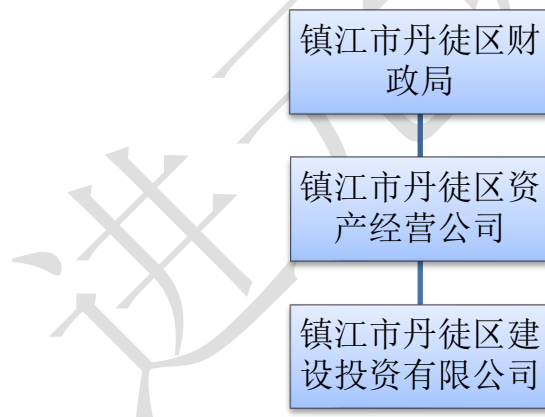 镇江市丹徒区财
政局
镇江市丹徒区资
产经营公司
镇江市丹徒区建
设投资有限公司